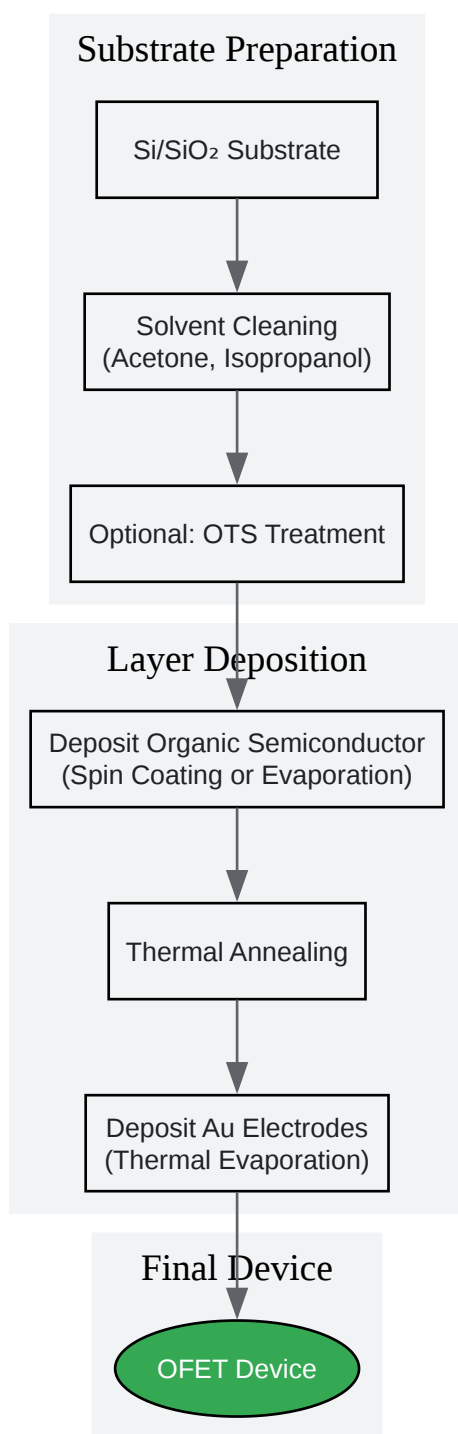 Substrate Preparation
Si/SiO₂ Substrate
Solvent Cleaning
(Acetone, Isopropanol)
Optional: OTS Treatment
Layer Deposition
Deposit Organic Semiconductor
(Spin Coating or Evaporation)
Thermal Annealing
Deposit Au Electrodes
(Thermal Evaporation)
Final Device
OFET Device